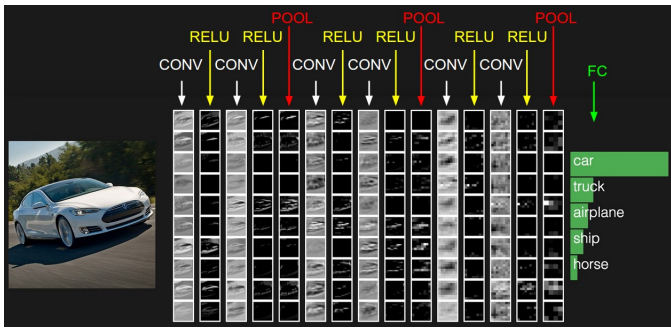 POOL POOL POOL
RELU RELU RELU RELU RELU RELU
CONV CONV CONV CONV CONV CONV
FC
car
truck
airplane
ship
horse